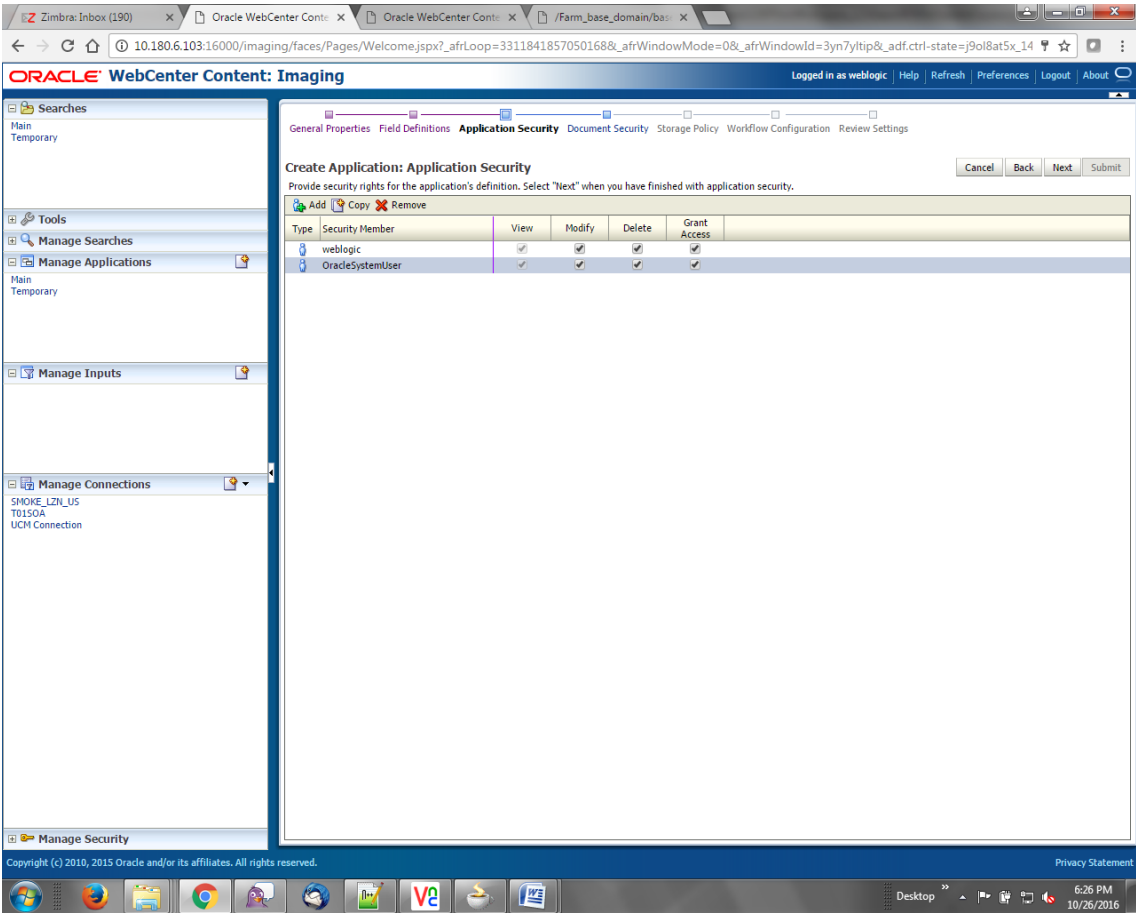 Zimbra: Inbox (190)
Oracle WebCenter Conte
Oracle WebCenter Conte
/Farm_base_domain/bas
10.180.6.103:16000/imaging/faces/Pages/Welcome.jspx?_afrLoop=3311841857050168&_afrWindowMode=0&_afrWindowId=3yn7yltip&_adf.ctrl-state=j9ol8at5x_14
ORACLE WebCenter Content: Imaging
Logged in as weblogic Help Refresh Preferences Logout About
Searches
Main
Temporary
Tools
Manage Searches
Manage Applications
Main
Temporary
Manage Inputs
Manage Connections
SMOKE_LZN_US
T01SOA
UCM Connection
Manage Security
General Properties Field Definitions Application Security Document Security Storage Policy Workflow Configuration Review Settings
Create Application: Application Security
Cancel Back Next Submit
Provide security rights for the application's definition. Select "Next" when you have finished with application security.
Add Copy Remove
Type Security Member View Modify Delete Grant Access
weblogic
OracleSystemUser
Copyright (c) 2010, 2015 Oracle and/or its affiliates. All rights reserved.
Privacy Statement
Desktop
6:26 PM
10/26/2016